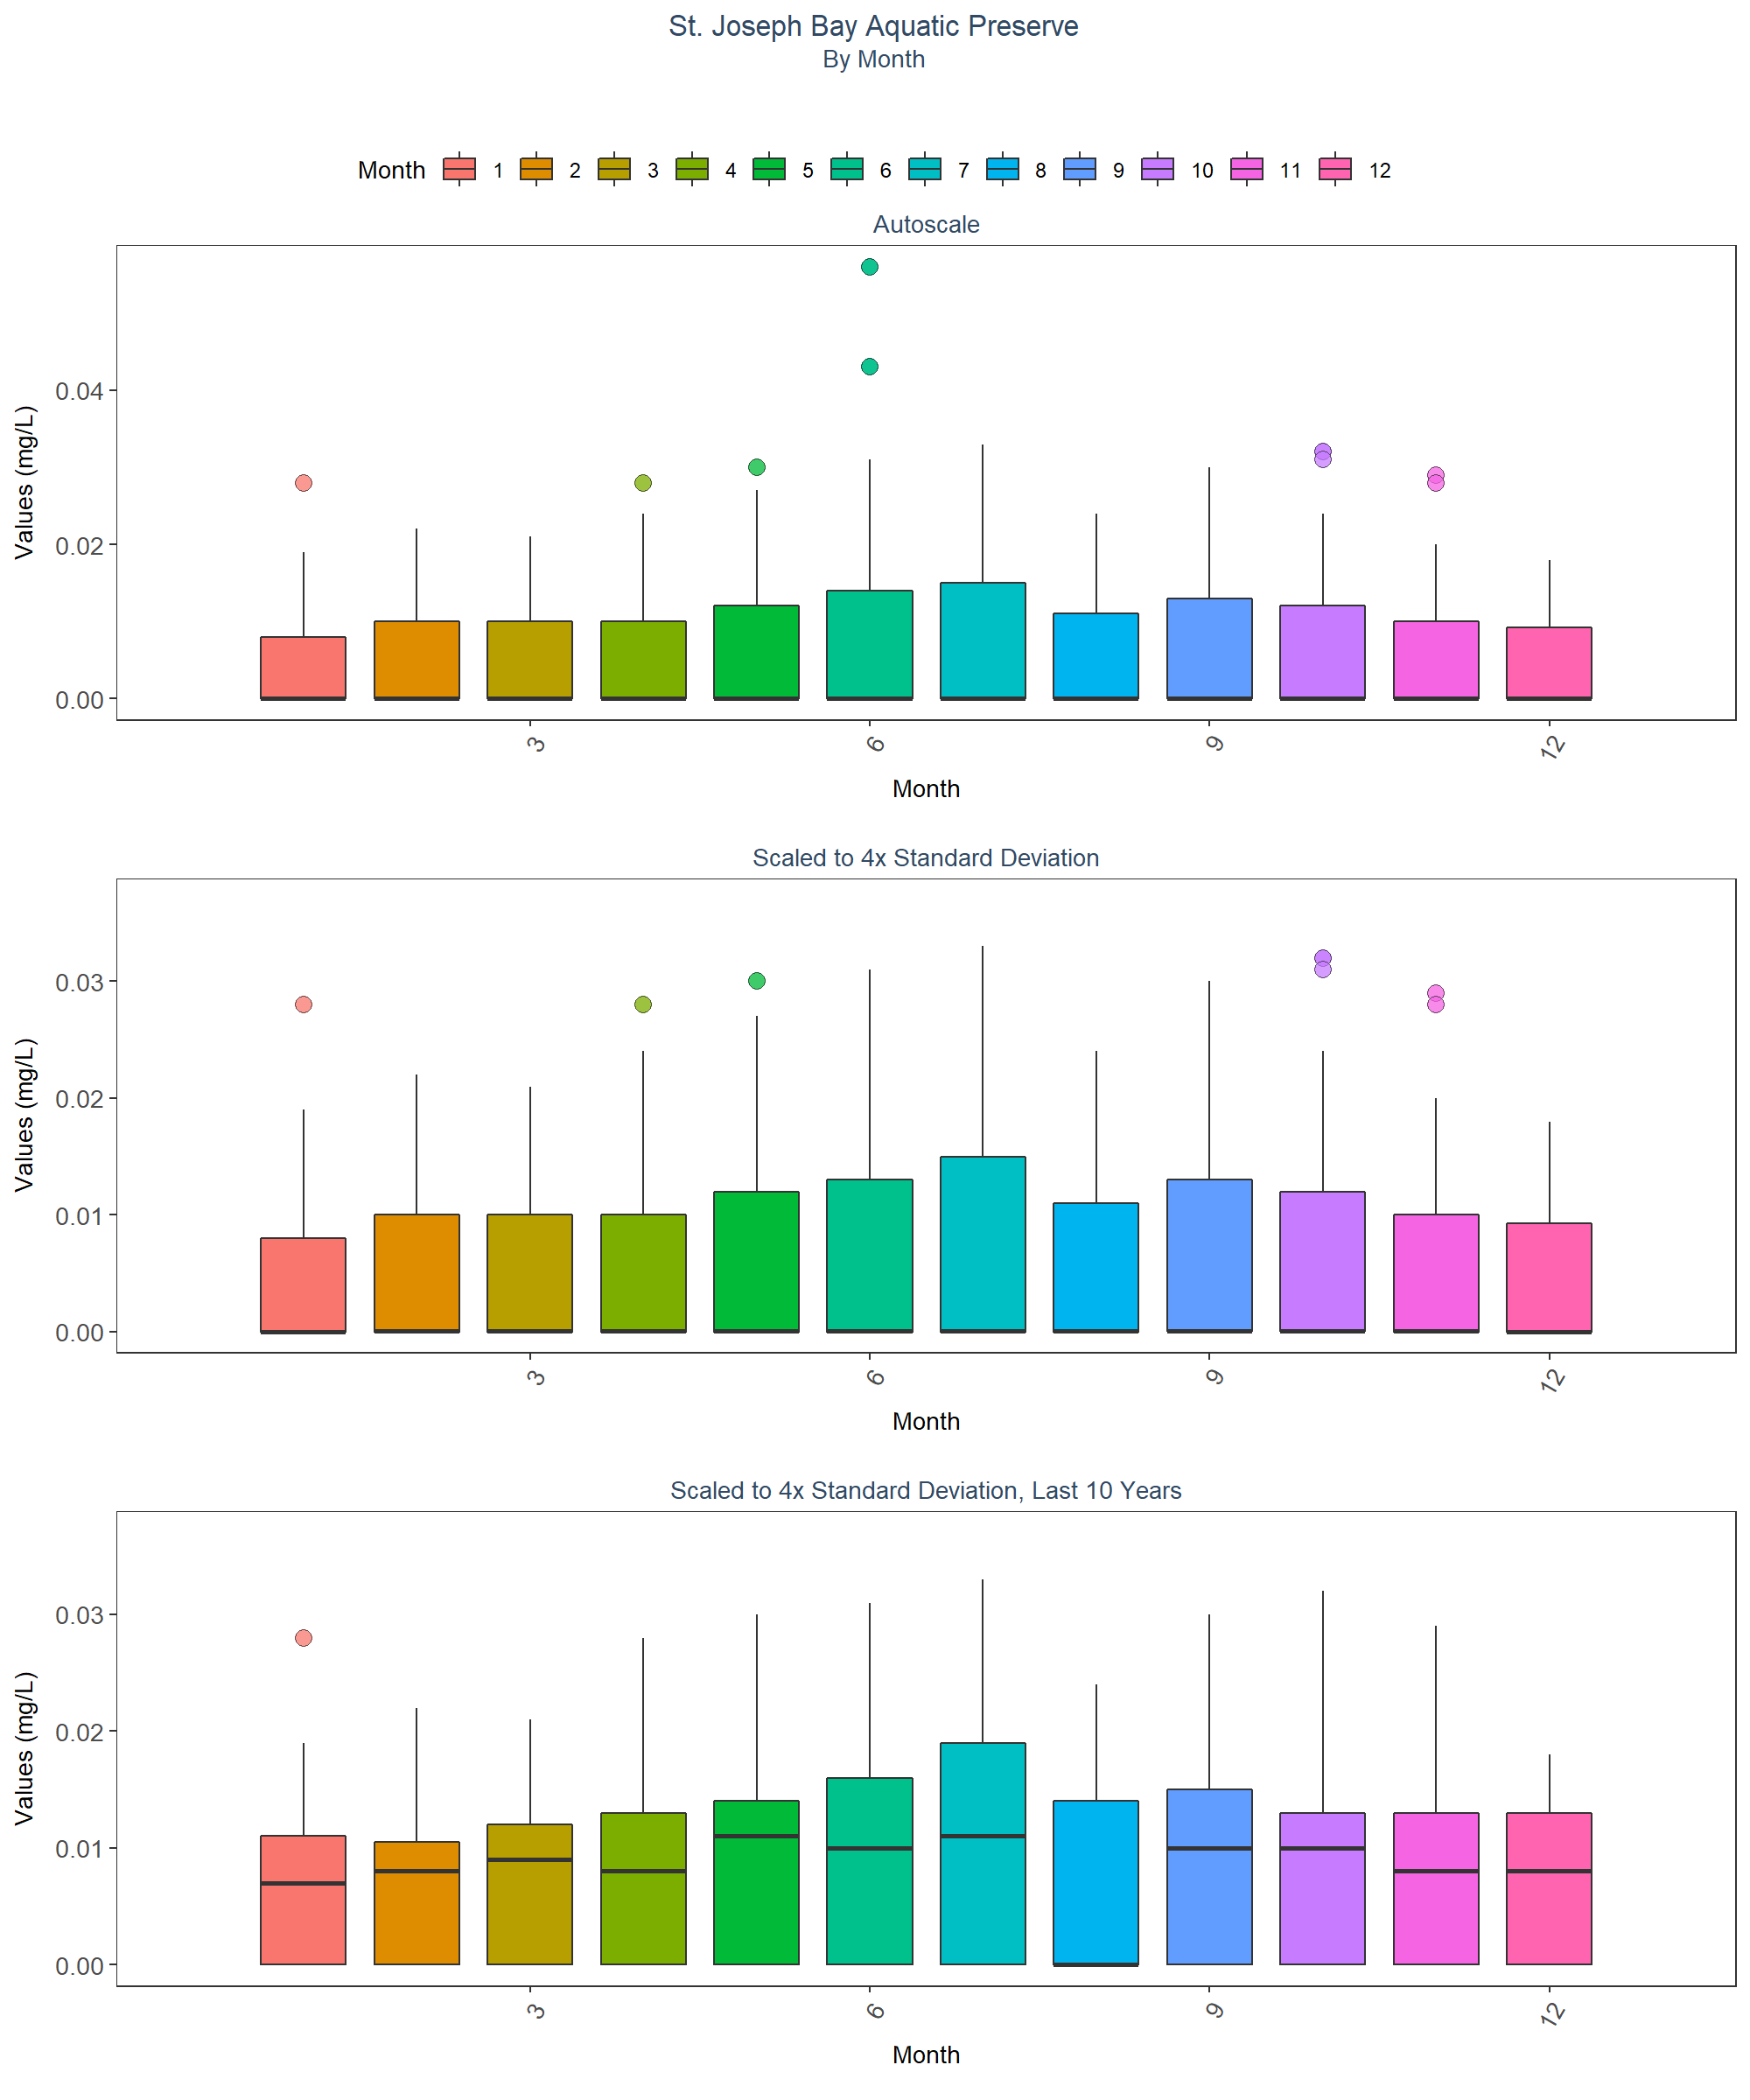 St. Joseph Bay Aquatic Preserve
By Month
Month 1 2 3 4 5 6 7 8 9 10 11 12
Autoscale
Values (mg/L)
0.04
0.02
0.00
3 6 9 12
Month
Scaled to 4x Standard Deviation
Values (mg/L)
0.03
0.02
0.01
0.00
3 6 9 12
Month
Scaled to 4x Standard Deviation, Last 10 Years
Values (mg/L)
0.03
0.02
0.01
0.00
3 6 9 12
Month